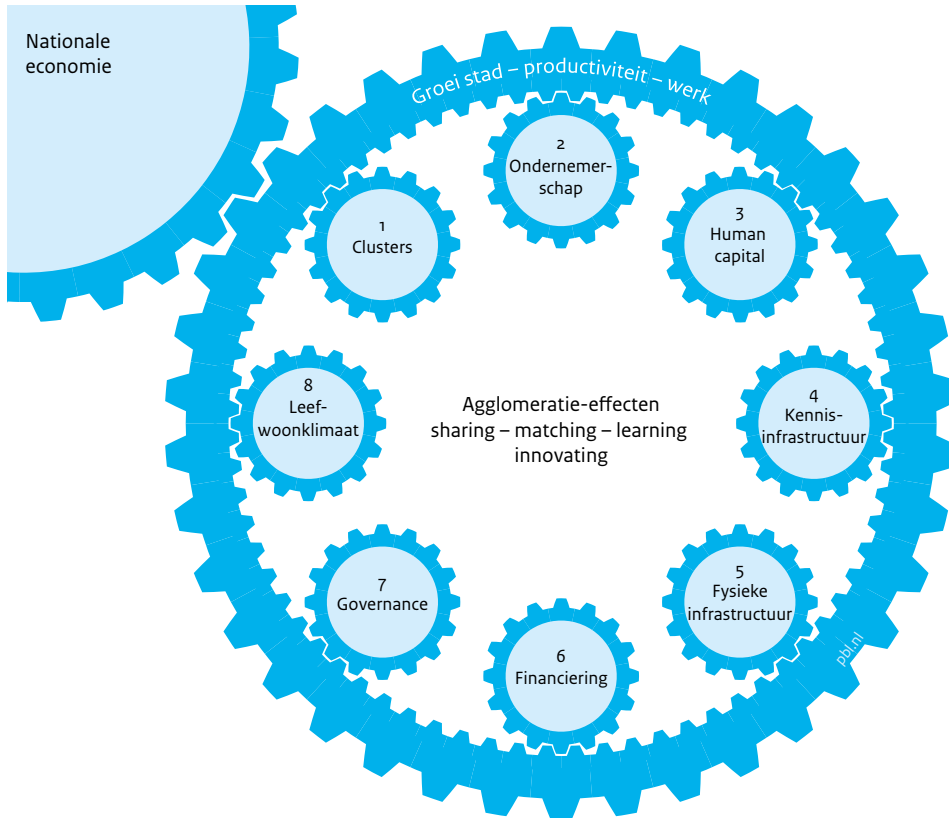 Nationale
economie
Groei stad – productiviteit – werk
1
Clusters
2
Ondernemer-
schap
3
Human
capital
4
Kennis-
infrastructuur
5
Fysieke
infrastructuur
6
Financiering
7
Governance
8
Leef-
woonklimaat
Agglomeratie-effecten
sharing – matching – learning
innovating
pbl.nl